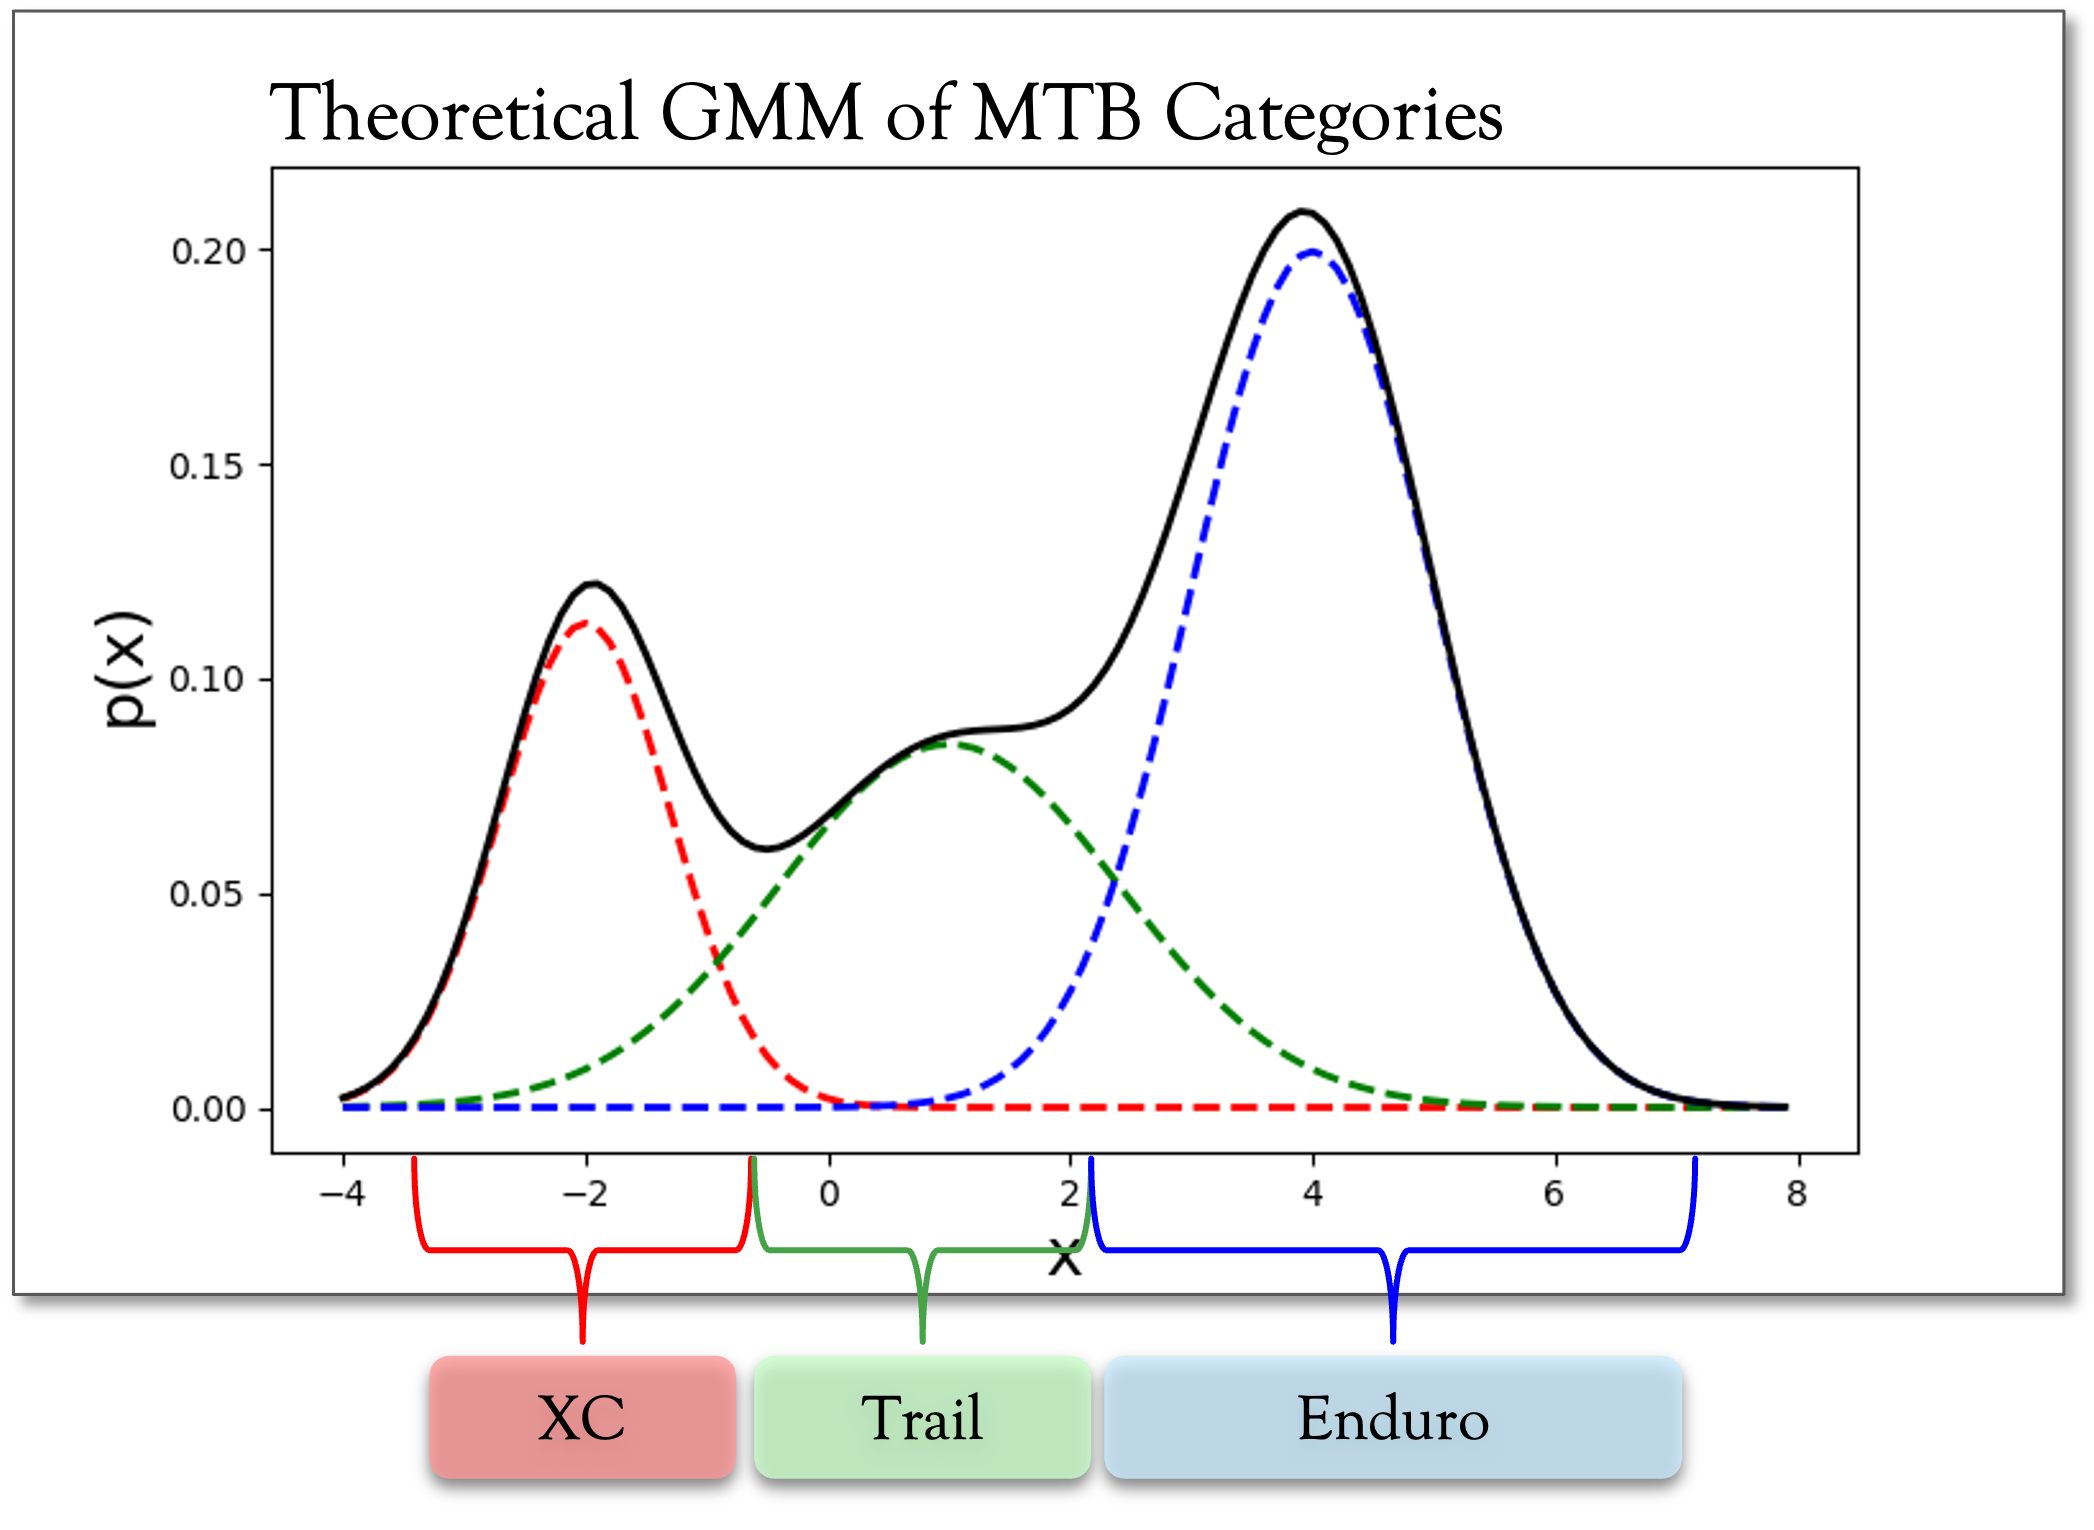 Theoretical GMM of MTB Categories
0.20
0.15
0.10
0.05
0.00
p(x)
−4 −2 0 2 4 6 8
x
XC Trail Enduro